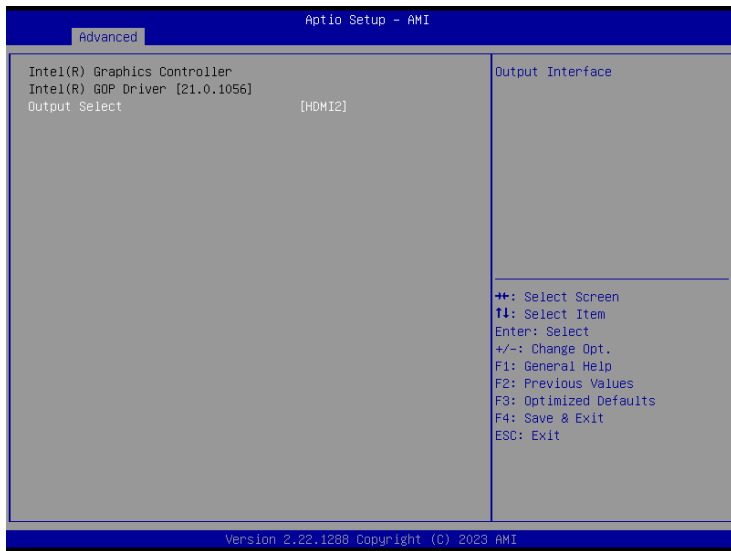 Aptio Setup – AMI
Advanced
Intel(R) Graphics Controller
Intel(R) GOP Driver [21.0.1056]
Output Select [HDMI2]
Output Interface
→←: Select Screen
↑↓: Select Item
Enter: Select
+/-: Change Opt.
F1: General Help
F2: Previous Values
F3: Optimized Defaults
F4: Save & Exit
ESC: Exit
Version 2.22.1288 Copyright (C) 2023 AMI